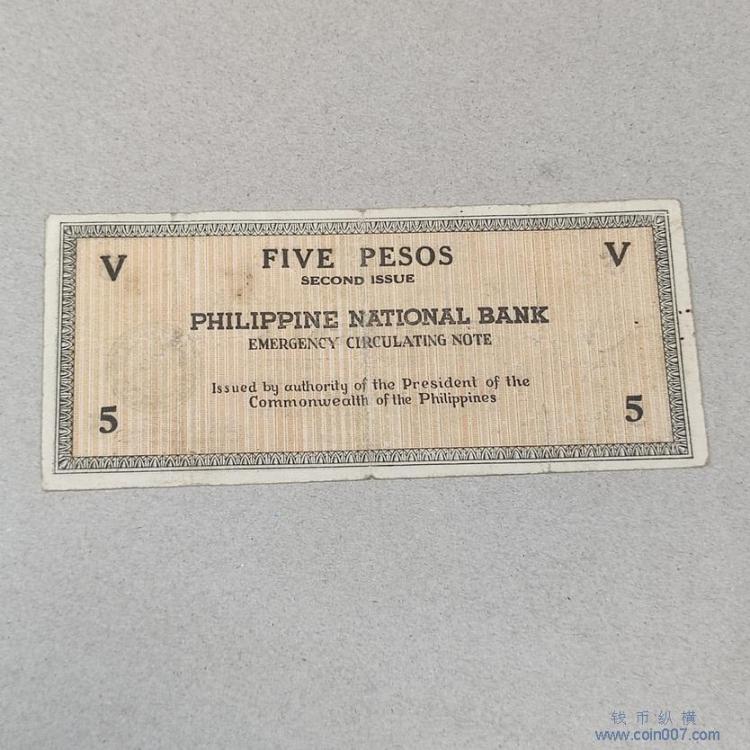 V
FIVE PESOS
V
SECOND ISSUE
PHILIPPINE NATIONAL BANK
EMERGENCY CIRCULATING NOTE
Issued by authority of the President of the
Commonwealth of the Philippines
5
5
钱币纵横
www.coin007.com